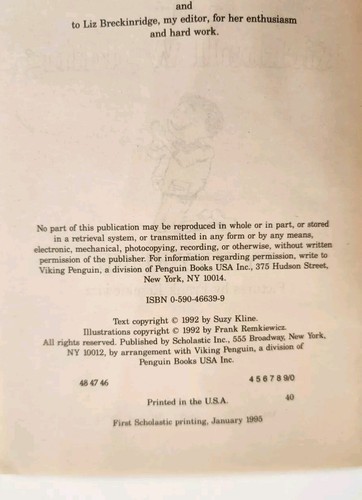 and
to Liz Breckinridge, my editor, for her enthusiasm
and hard work.
No part of this publication may be reproduced in whole or in part, or stored
in a retrieval system, or transmitted in any form or by any means,
electronic, mechanical, photocopying, recording, or otherwise, without written
permission of the publisher. For information regarding permission, write to
Viking Penguin, a division of Penguin Books USA Inc., 375 Hudson Street,
New York, NY 10014.
ISBN 0-590-46639-9
Text copyright © 1992 by Suzy Kline.
Illustrations copyright © 1992 by Frank Remkiewicz.
All rights reserved. Published by Scholastic Inc., 555 Broadway, New York,
NY 10012, by arrangement with Viking Penguin, a division of
Penguin Books USA Inc.
48 47 46 4 5 6 7 8 9/0
Printed in the U.S.A. 40
First Scholastic printing, January 1995